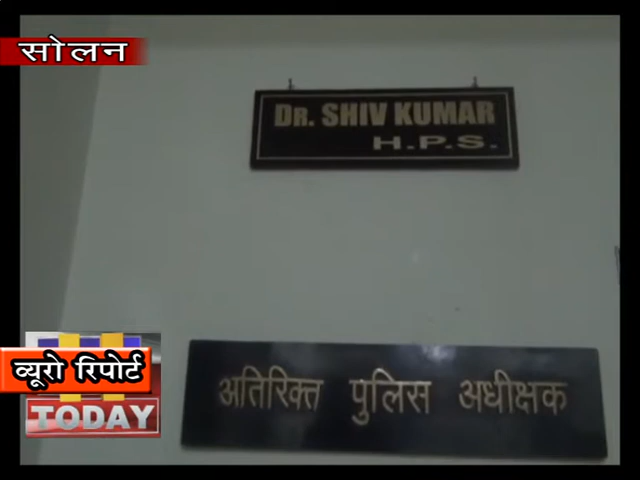 सोलन
DR. SHIV KUMAR
H.P.S.
व्यूरो रिपोर्ट
TODAY
अतिरिक्त पुलिस अधीक्षक